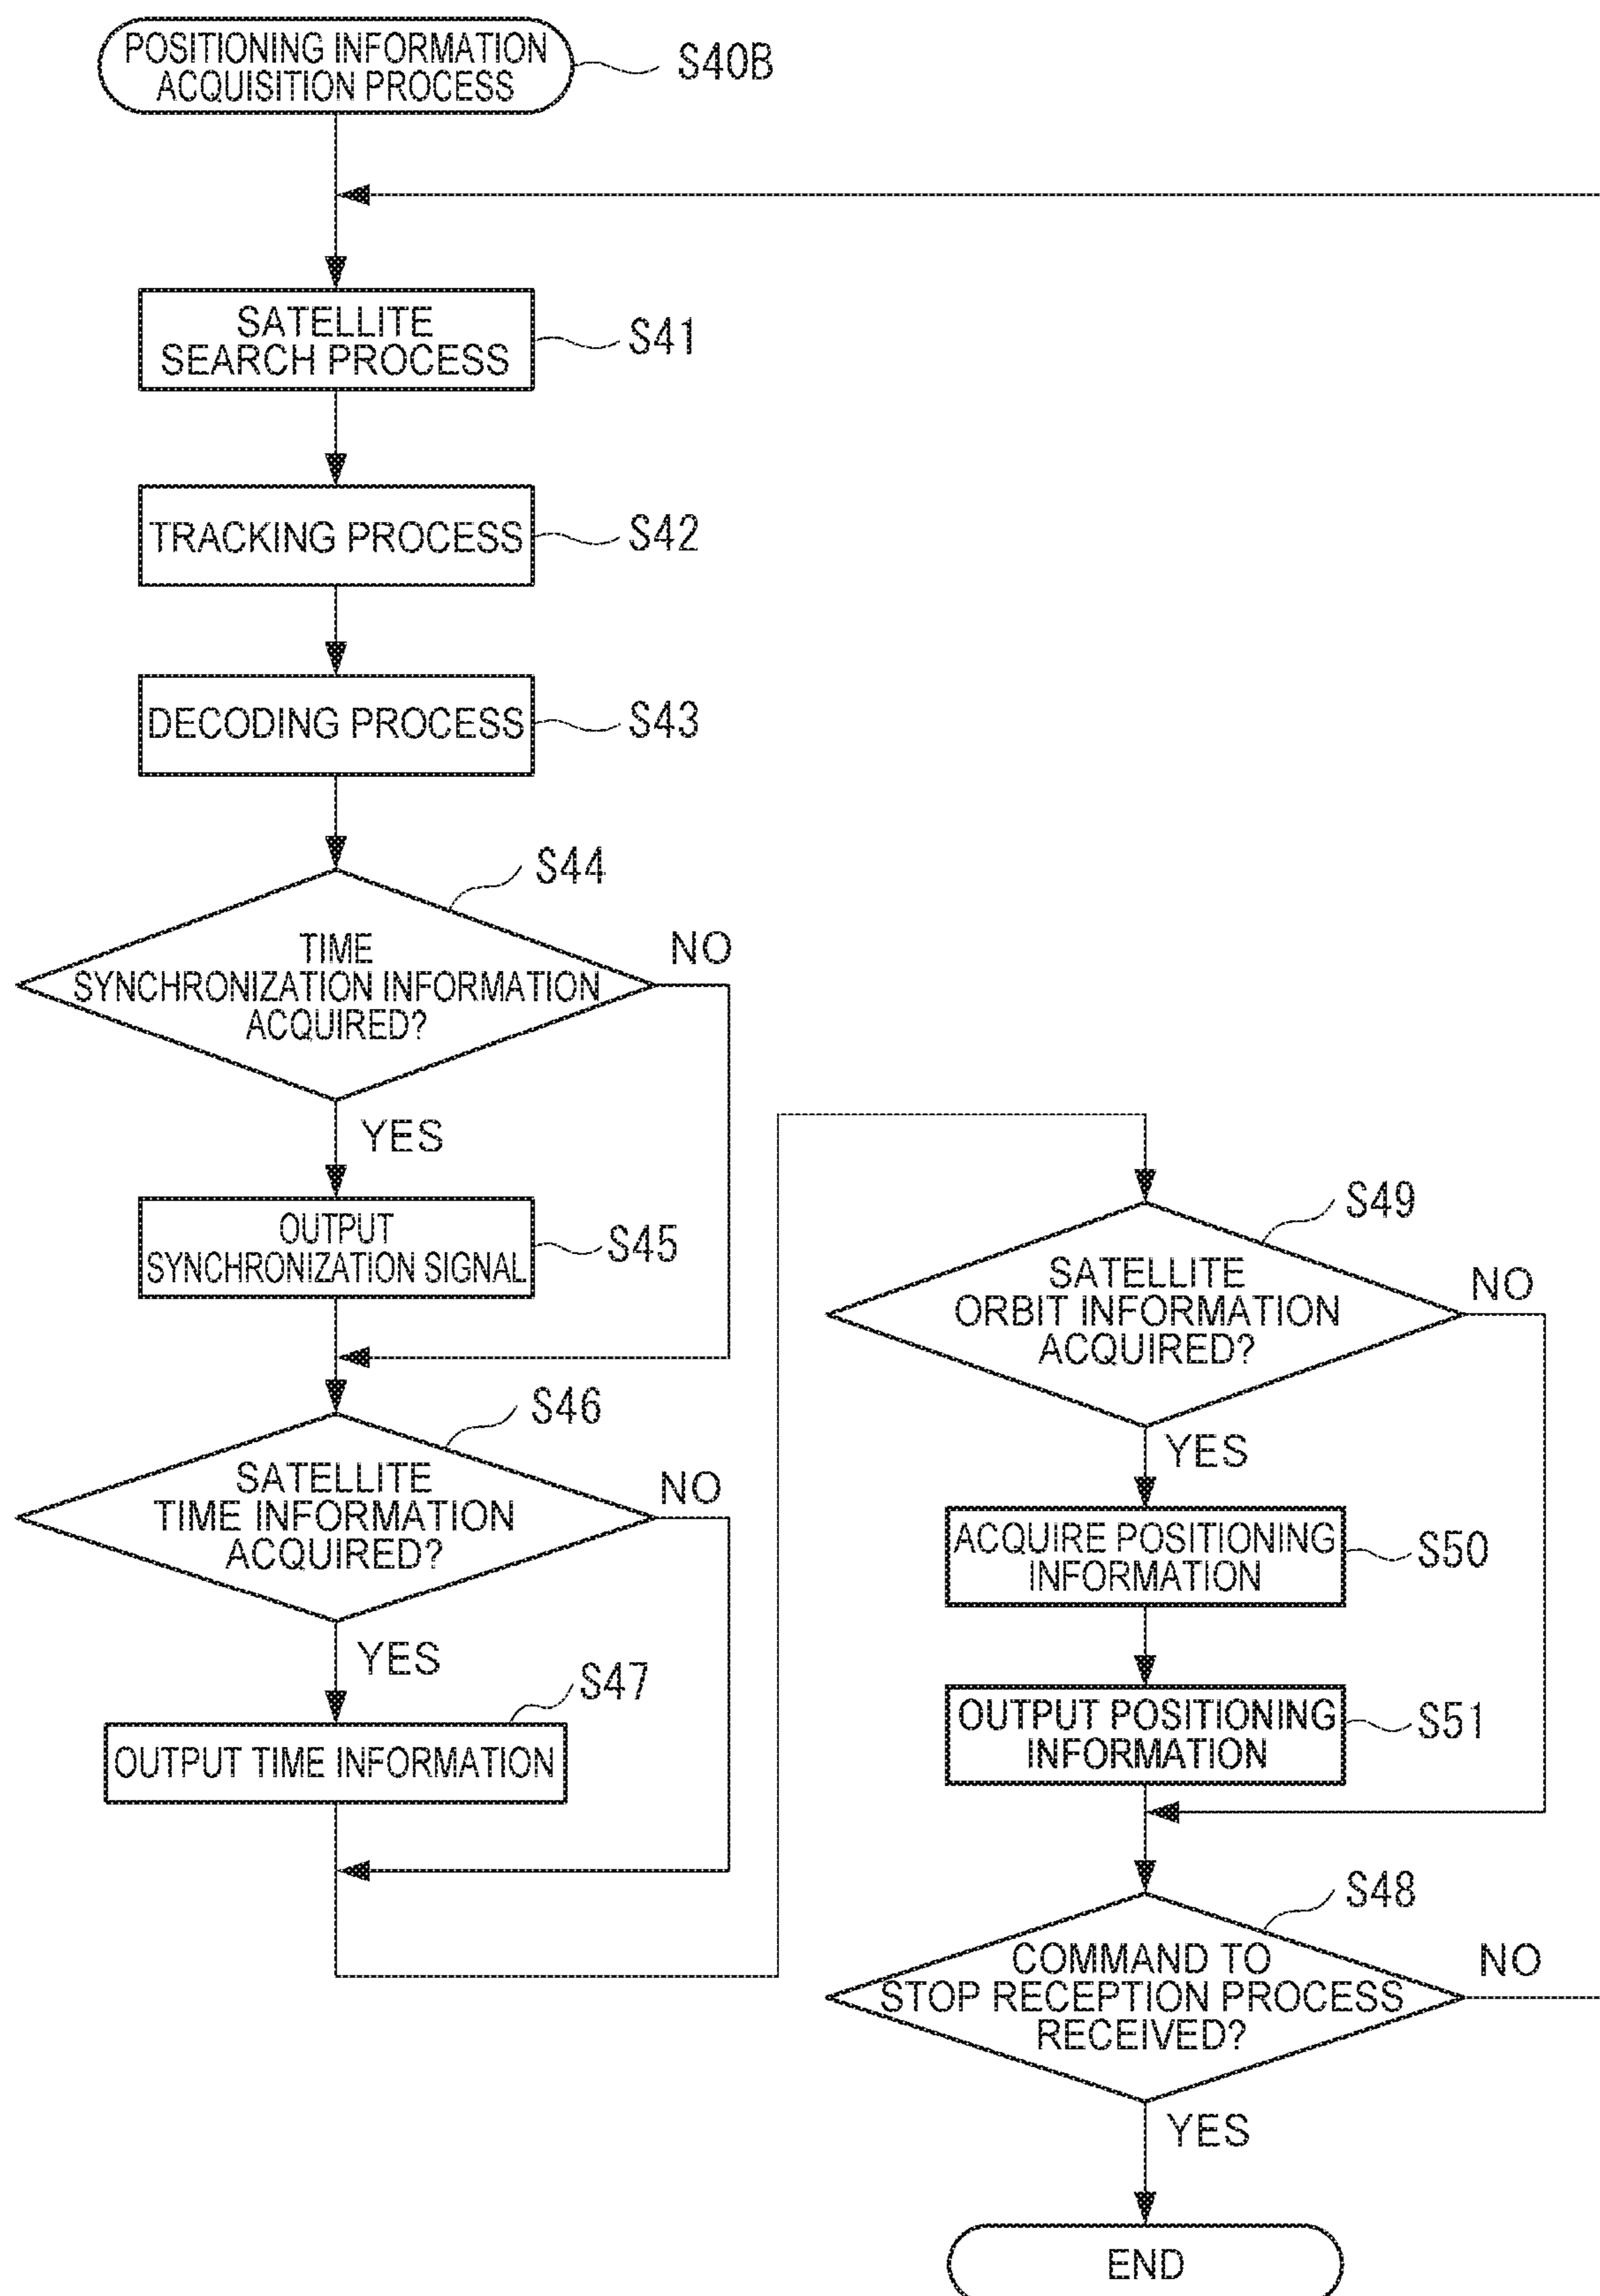 POSITIONING INFORMATION
ACQUISITION PROCESS
S40B
SATELLITE
SEARCH PROCESS
S41
TRACKING PROCESS
S42
DECODING PROCESS
S43
S44
TIME
SYNCHRONIZATION INFORMATION
ACQUIRED?
NO
YES
OUTPUT
SYNCHRONIZATION SIGNAL
S45
S46
SATELLITE
TIME INFORMATION
ACQUIRED?
NO
YES
S47
OUTPUT TIME INFORMATION
S49
SATELLITE
ORBIT INFORMATION
ACQUIRED?
NO
YES
ACQUIRE POSITIONING
INFORMATION
S50
OUTPUT POSITIONING
INFORMATION
S51
S48
COMMAND TO
STOP RECEPTION PROCESS
RECEIVED?
NO
YES
END